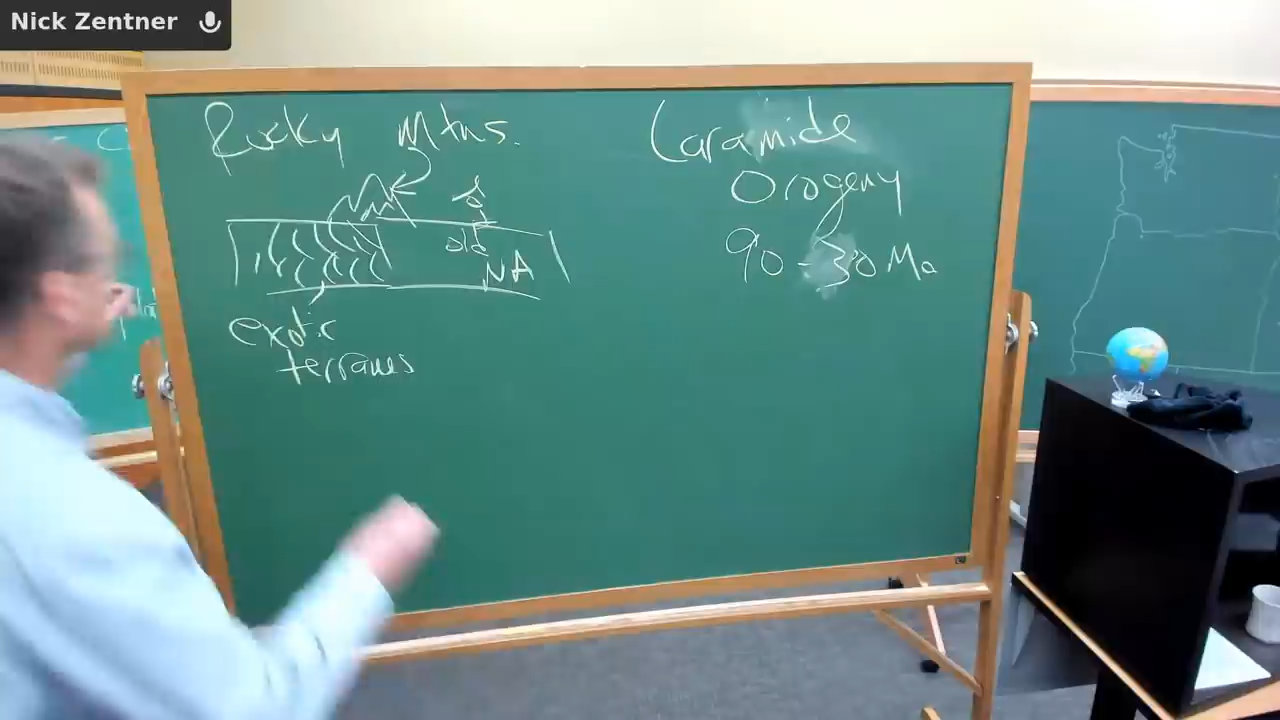 Nick Zentner
Rocky Mtns.
old
NA
exotic
terranes
Laramide
Orogeny
90-30 Ma